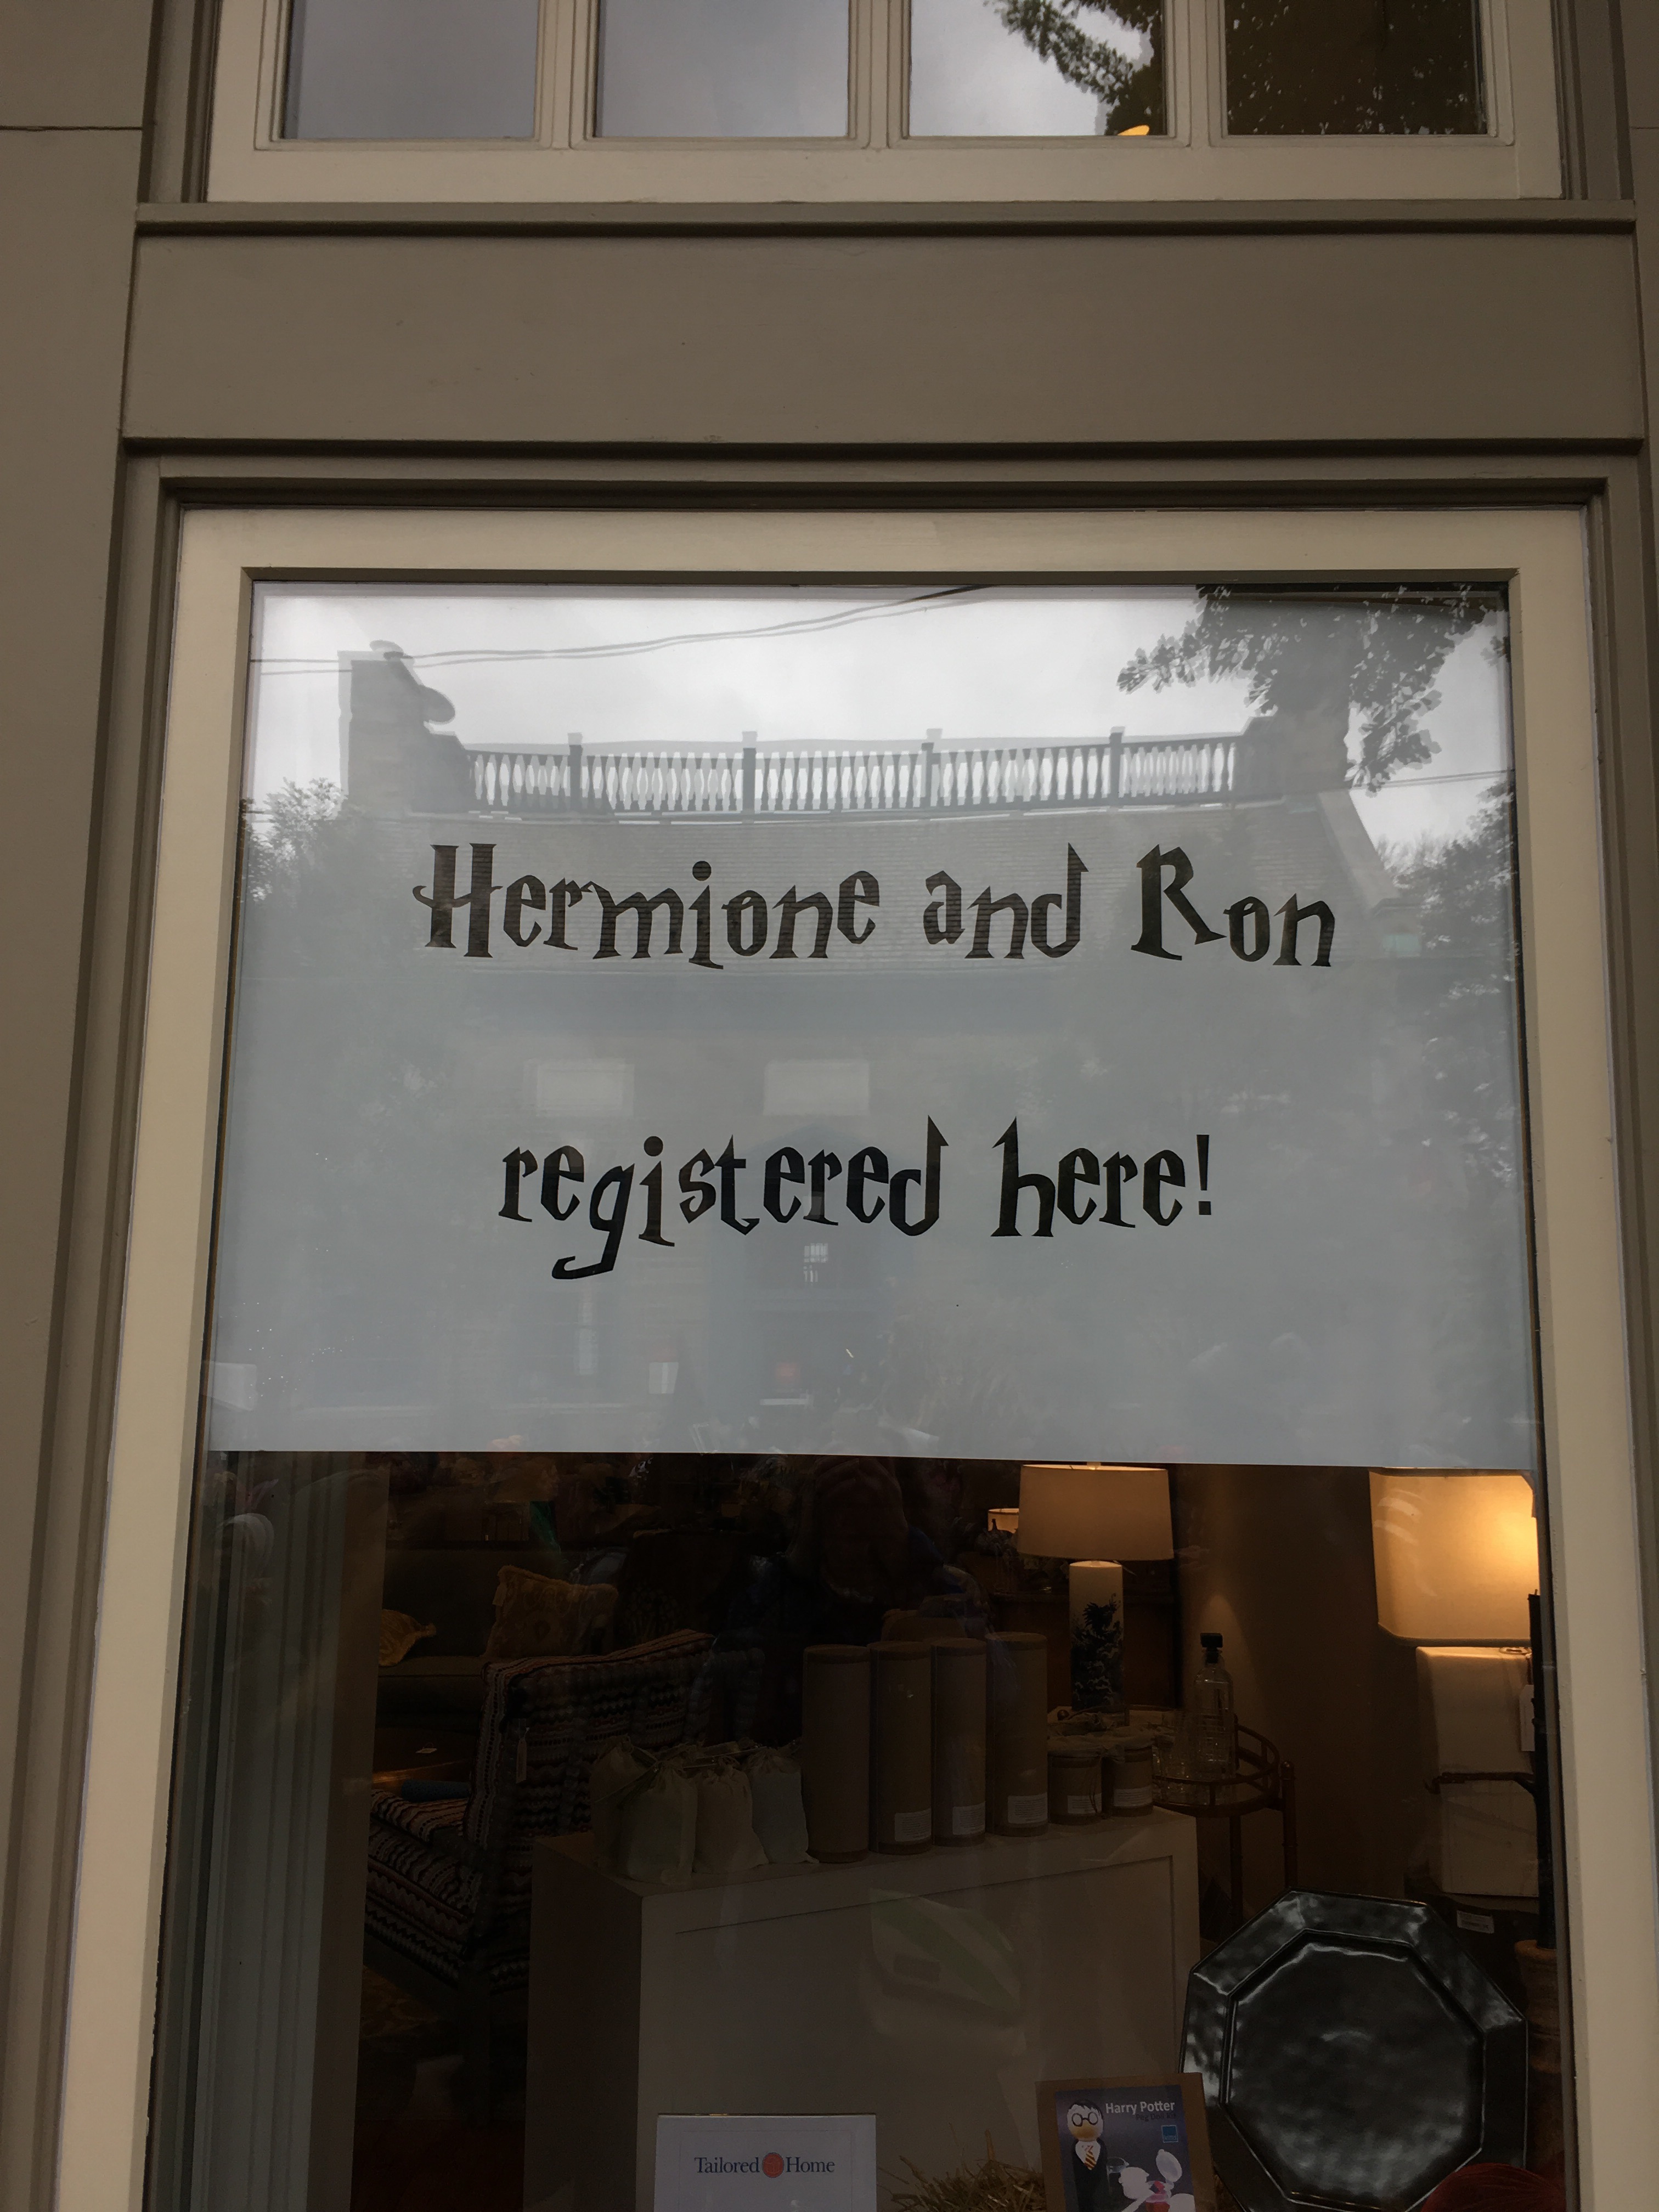 Hermione and Ron
registered here!
Tailored Home
Harry Potter